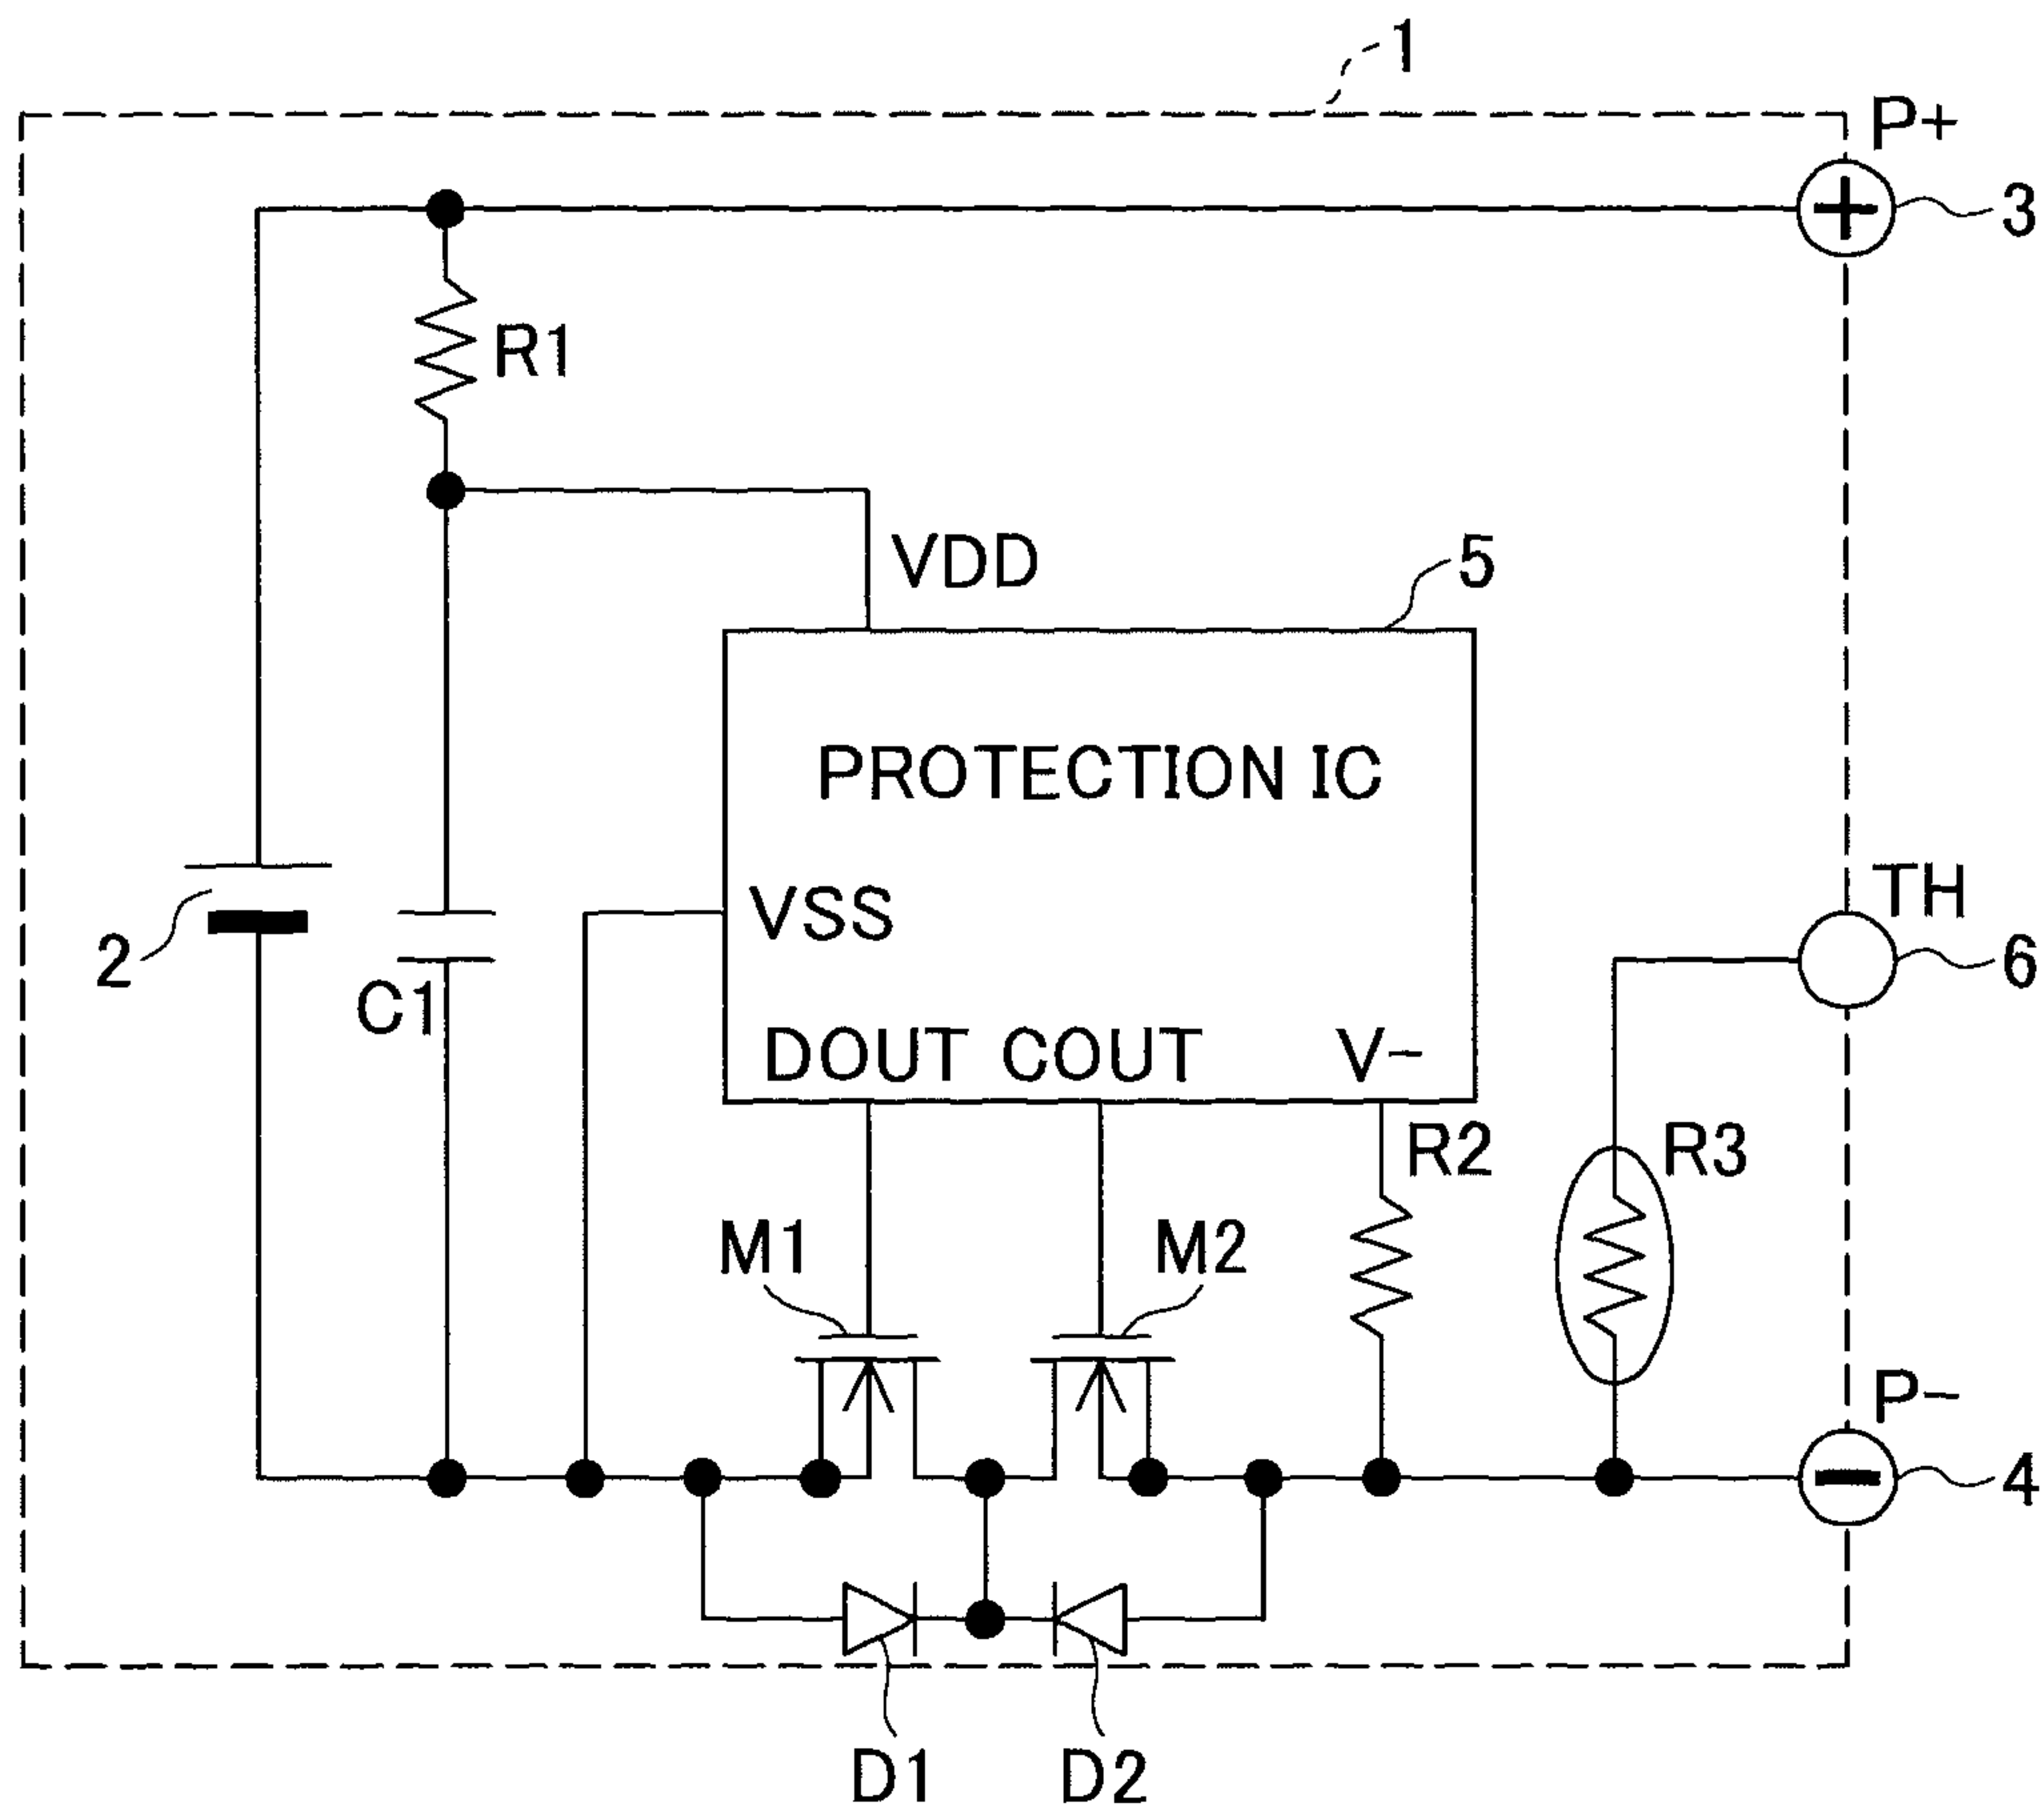 1
P+
3
R1
VDD
5
PROTECTION IC
VSS
TH
2
6
C1
DOUT COUT V-
R2
R3
M1
M2
P-
4
D1
D2